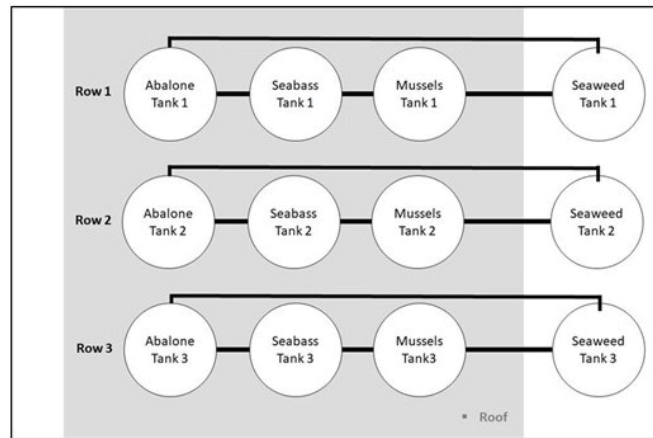 Row 1
Abalone
Tank 1
Seabass
Tank 1
Mussels
Tank 1
Seaweed
Tank 1
Row 2
Abalone
Tank 2
Seabass
Tank 2
Mussels
Tank 2
Seaweed
Tank 2
Row 3
Abalone
Tank 3
Seabass
Tank 3
Mussels
Tank3
Seaweed
Tank 3
▪ Roof